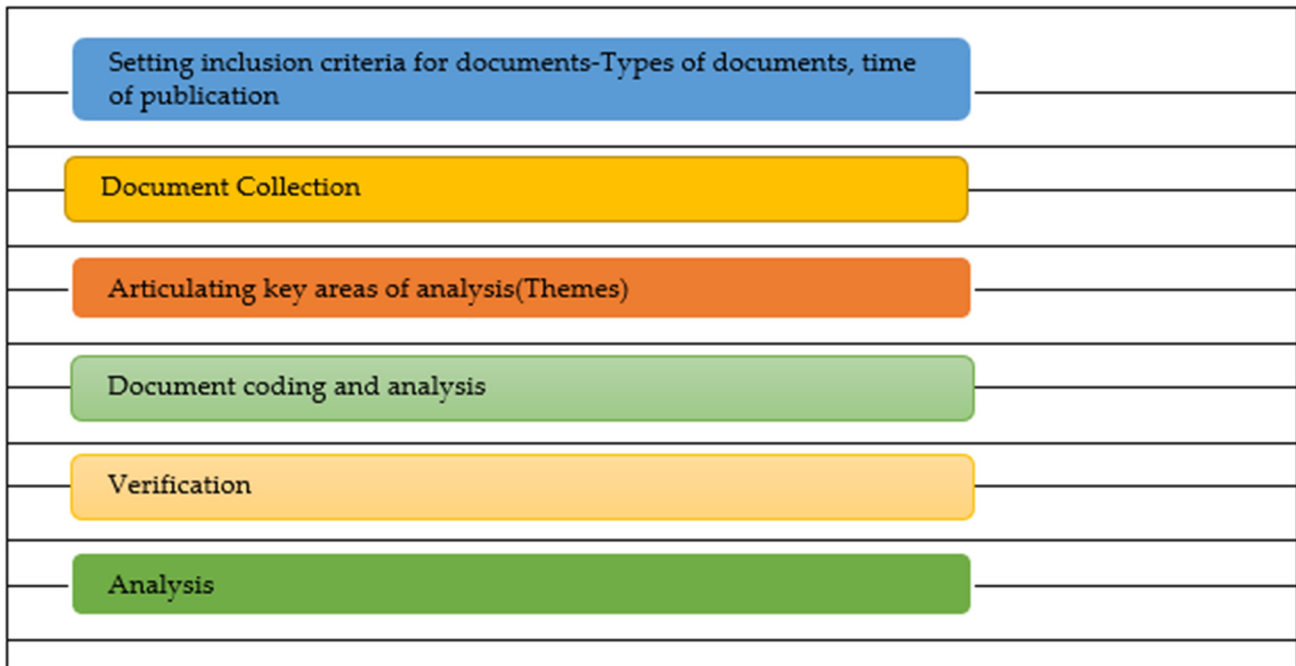 Setting inclusion criteria for documents-Types of documents, time
of publication
Document Collection
Articulating key areas of analysis(Themes)
Document coding and analysis
Verification
Analysis